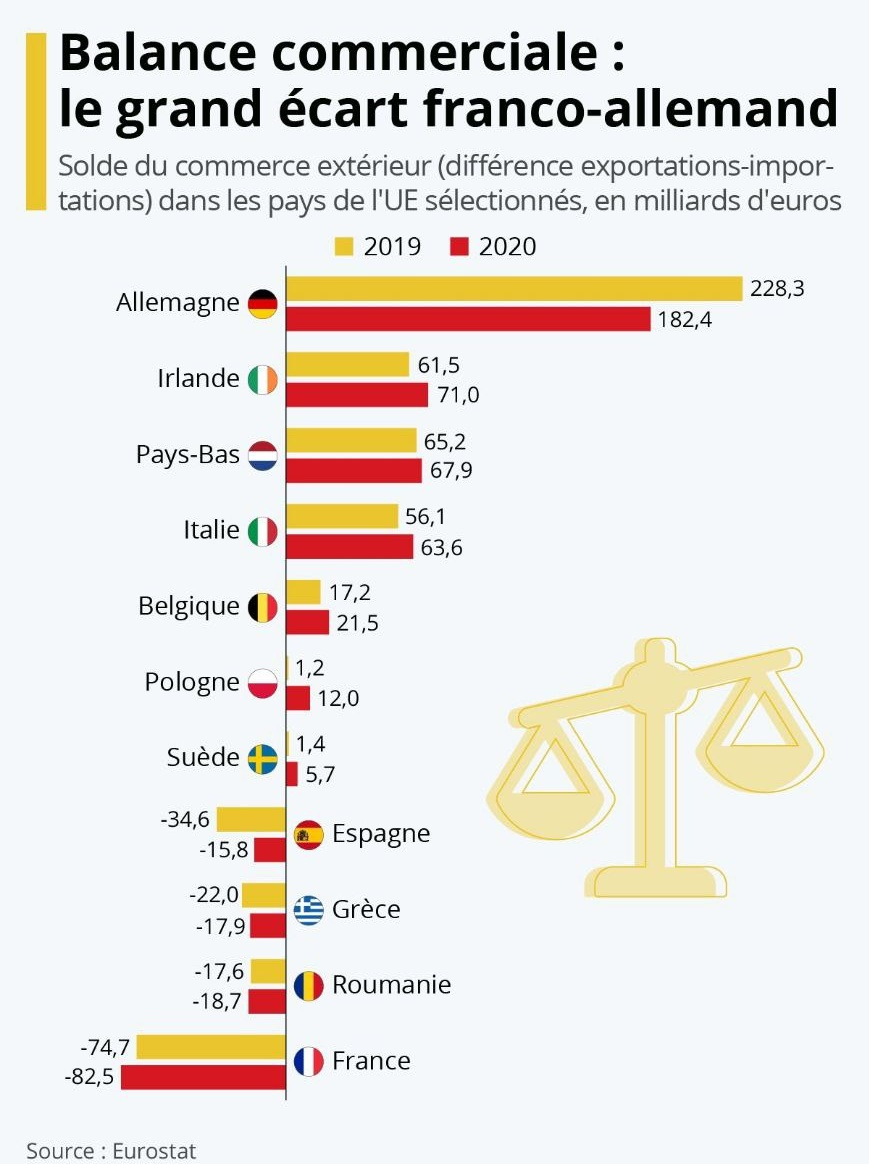 Balance commerciale :
le grand écart franco-allemand
Solde du commerce extérieur (différence exportations-impor-
tations) dans les pays de l'UE sélectionnés, en milliards d'euros
2019 2020
Allemagne 228,3
182,4
Irlande 61,5
71,0
Pays-Bas 65,2
67,9
Italie 56,1
63,6
Belgique 17,2
21,5
Pologne 1,2
12,0
Suède 1,4
5,7
-34,6 Espagne
-15,8
-22,0 Grèce
-17,9
-17,6 Roumanie
-18,7
-74,7 France
-82,5
Source : Eurostat